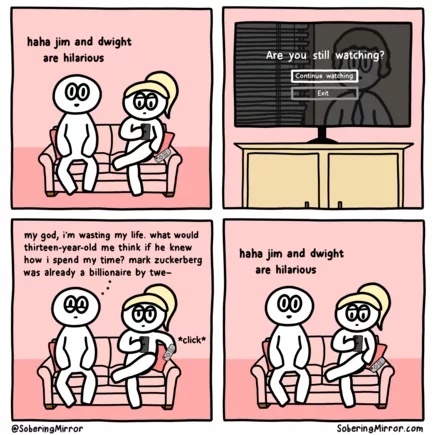 haha jim and dwight
are hilarious
Are you still watching?
Continue watching
Exit
my god, i'm wasting my life. what would
thirteen-year-old me think if he knew
how i spend my time? mark zuckerberg
was already a billionaire by twe–
*click*
haha jim and dwight
are hilarious
@SoberingMirror
SoberingMirror.com